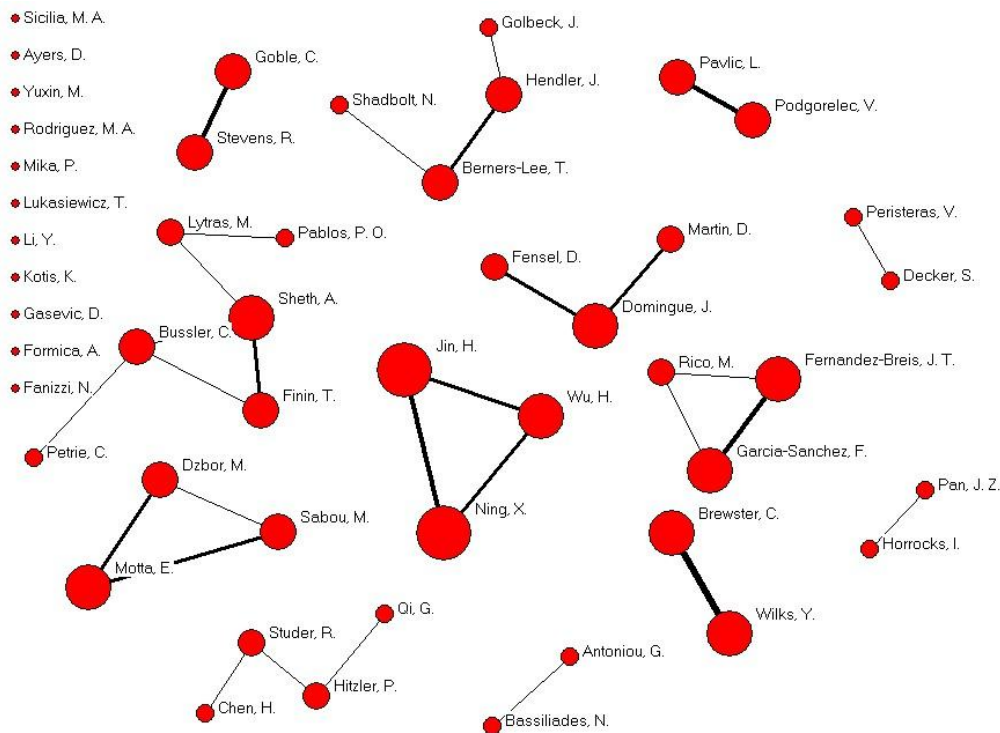 Sicilia, M. A.
Ayers, D.
Yuxin, M.
Rodriguez, M. A.
Mika, P.
Lukasiewicz, T.
Li, Y.
Kotis, K.
Gasevic, D.
Formica, A.
Fanizzi, N.
Goble, C.
Stevens, R.
Golbeck, J.
Hendler, J.
Shadbolt, N.
Berners-Lee, T.
Pavlic, L.
Podgorelec, V.
Lytras, M.
Pablos, P. O.
Sheth, A.
Bussler, C.
Finin, T.
Petrie, C.
Fensel, D.
Martin, D.
Domingue, J.
Peristeras, V.
Decker, S.
Jin, H.
Wu, H.
Ning, X.
Rico, M.
Fernandez-Breis, J. T.
Garcia-Sanchez, F.
Dzbor, M.
Sabou, M.
Motta, E.
Brewster, C.
Wilks, Y.
Pan, J. Z.
Horrocks, I.
Qi, G.
Studer, R.
Hitzler, P.
Chen, H.
Antoniou, G.
Bassiliades, N.